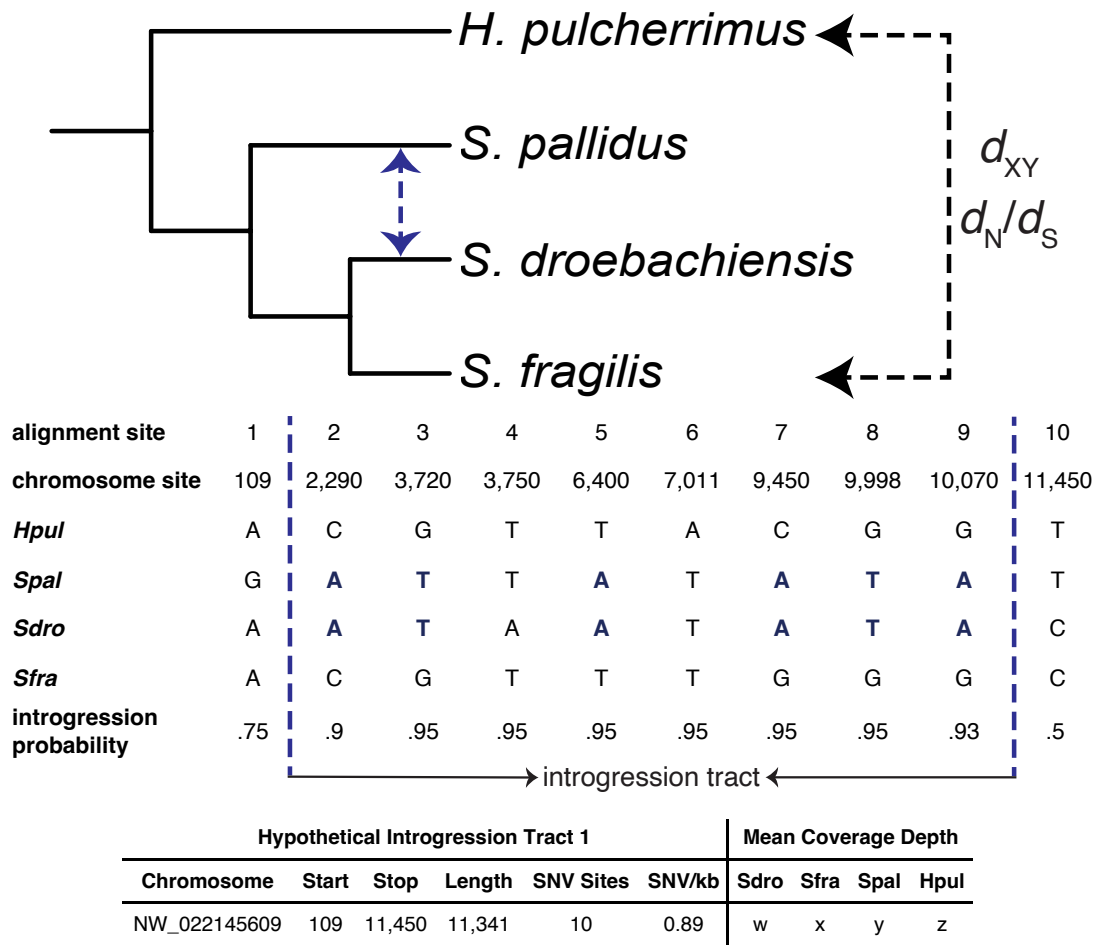 H. pulcherrimus
S. pallidus
dXY
dN/dS
S. droebachiensis
S. fragilis
alignment site 1 2 3 4 5 6 7 8 9 10
chromosome site 109 2,290 3,720 3,750 6,400 7,011 9,450 9,998 10,070 11,450
Hpul A C G T T A C G G T
Spal G A T T A T A T A T
Sdro A A T A A T A T A C
Sfra A C G T T T G G G C
introgression
probability .75 .9 .95 .95 .95 .95 .95 .95 .93 .5
introgression tract
Hypothetical Introgression Tract 1 Mean Coverage Depth
Chromosome Start Stop Length SNV Sites SNV/kb Sdro Sfra Spal Hpul
NW_022145609 109 11,450 11,341 10 0.89 w x y z